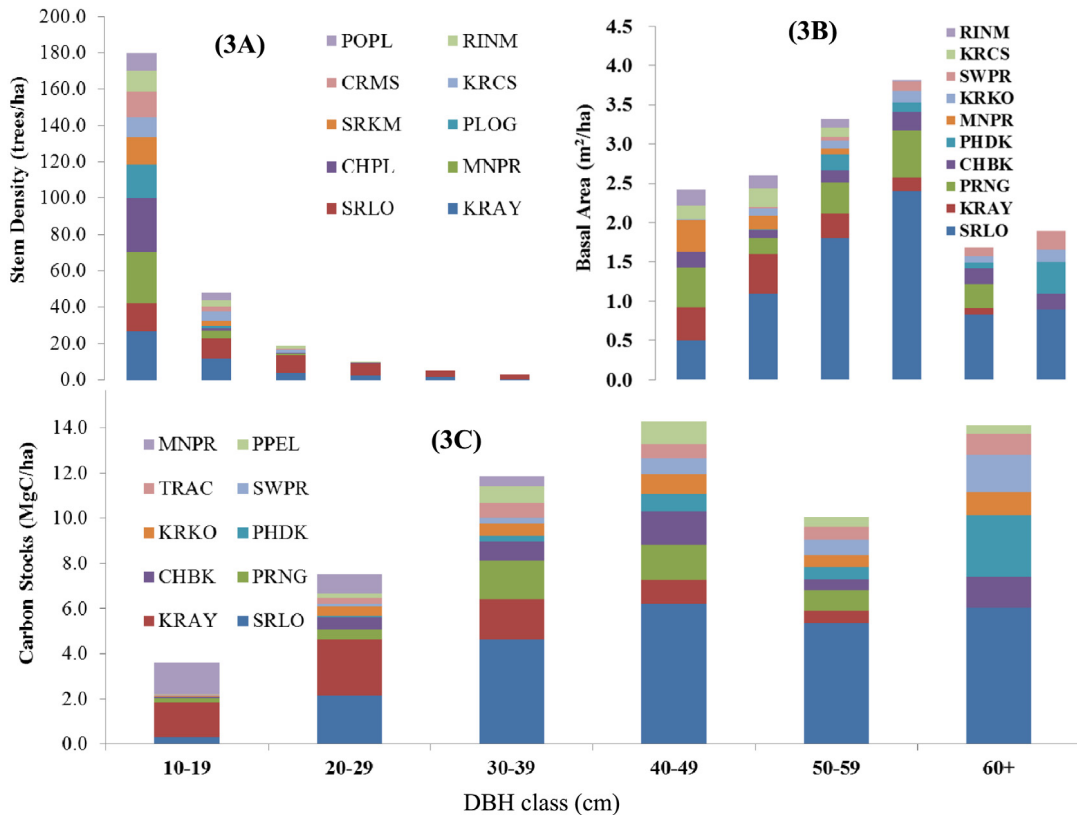 (3A)
Stem Density (trees/ha)
200.0
180.0
160.0
140.0
120.0
100.0
80.0
60.0
40.0
20.0
0.0
POPL RINM
CRMS KRCS
SRKM PLOG
CHPL MNPR
SRLO KRAY
(3B)
Basal Area (m²/ha)
4.5
4.0
3.5
3.0
2.5
2.0
1.5
1.0
0.5
0.0
RINM
KRCS
SWPR
KRKO
MNPR
PHDK
CHBK
PRNG
KRAY
SRLO
(3C)
Carbon Stocks (MgC/ha)
14.0
12.0
10.0
8.0
6.0
4.0
2.0
0.0
MNPR PPEL
TRAC SWPR
KRKO PHDK
CHBK PRNG
KRAY SRLO
10-19 20-29 30-39 40-49 50-59 60+
DBH class (cm)